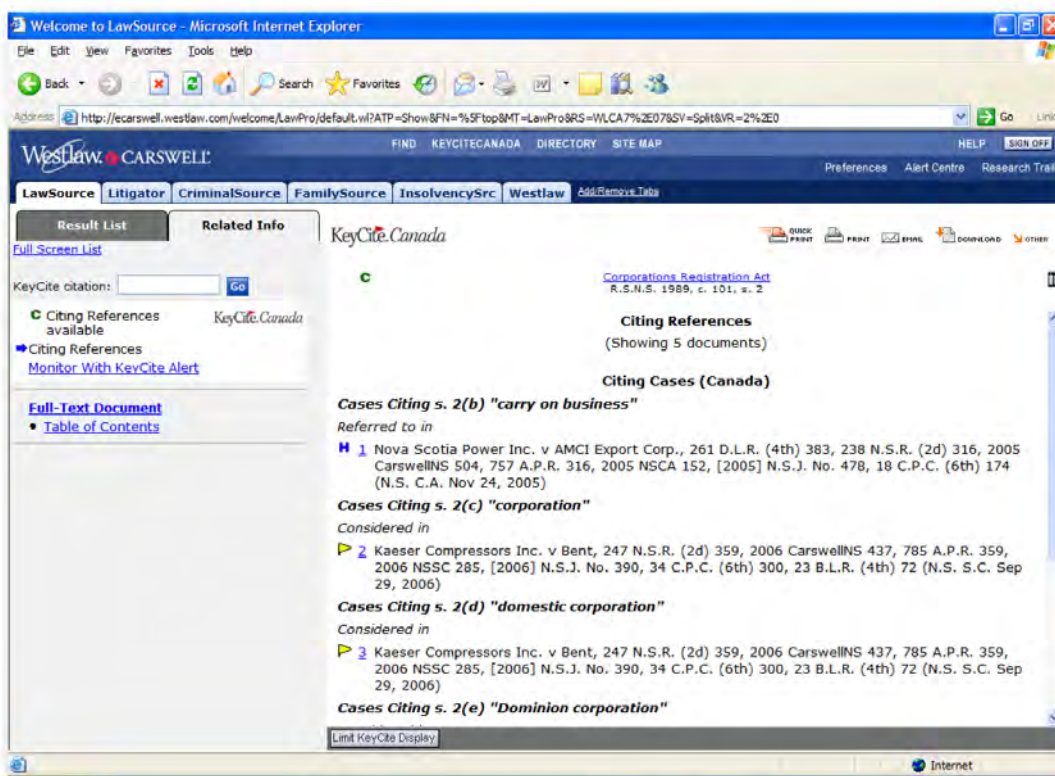 Welcome to LawSource - Microsoft Internet Explorer
File Edit View Favorites Tools Help
Back Search Favorites
Address http://ecarswell.westlaw.com/welcome/LawPro/default.wl?ATP=Show&FN=%5Ftop&MT=LawPro&RS=WLCA7%2E07&SV=Split&VR=2%2E0 Go Link
Westlaw. CARSWELL FIND KEYCITECANADA DIRECTORY SITE MAP HELP SIGN OFF
Preferences Alert Centre Research Trail
LawSource Litigator CriminalSource FamilySource InsolvencySrc Westlaw Add/Remove Tabs
Result List Related Info
Full Screen List
KeyCite citation: Go
C Citing References available KeyCite.Canada
Citing References
Monitor With KeyCite Alert
Full-Text Document
• Table of Contents
KeyCite.Canada QUICK PRINT PRINT EMAIL DOWNLOAD OTHER
C Corporations Registration Act
R.S.N.S. 1989, c. 101, s. 2
Citing References
(Showing 5 documents)
Citing Cases (Canada)
Cases Citing s. 2(b) "carry on business"
Referred to in
H 1 Nova Scotia Power Inc. v AMCI Export Corp., 261 D.L.R. (4th) 383, 238 N.S.R. (2d) 316, 2005
CarswellNS 504, 757 A.P.R. 316, 2005 NSCA 152, [2005] N.S.J. No. 478, 18 C.P.C. (6th) 174
(N.S. C.A. Nov 24, 2005)
Cases Citing s. 2(c) "corporation"
Considered in
2 Kaeser Compressors Inc. v Bent, 247 N.S.R. (2d) 359, 2006 CarswellNS 437, 785 A.P.R. 359,
2006 NSSC 285, [2006] N.S.J. No. 390, 34 C.P.C. (6th) 300, 23 B.L.R. (4th) 72 (N.S. S.C. Sep
29, 2006)
Cases Citing s. 2(d) "domestic corporation"
Considered in
3 Kaeser Compressors Inc. v Bent, 247 N.S.R. (2d) 359, 2006 CarswellNS 437, 785 A.P.R. 359,
2006 NSSC 285, [2006] N.S.J. No. 390, 34 C.P.C. (6th) 300, 23 B.L.R. (4th) 72 (N.S. S.C. Sep
29, 2006)
Cases Citing s. 2(e) "Dominion corporation"
Limit KeyCite Display
Internet